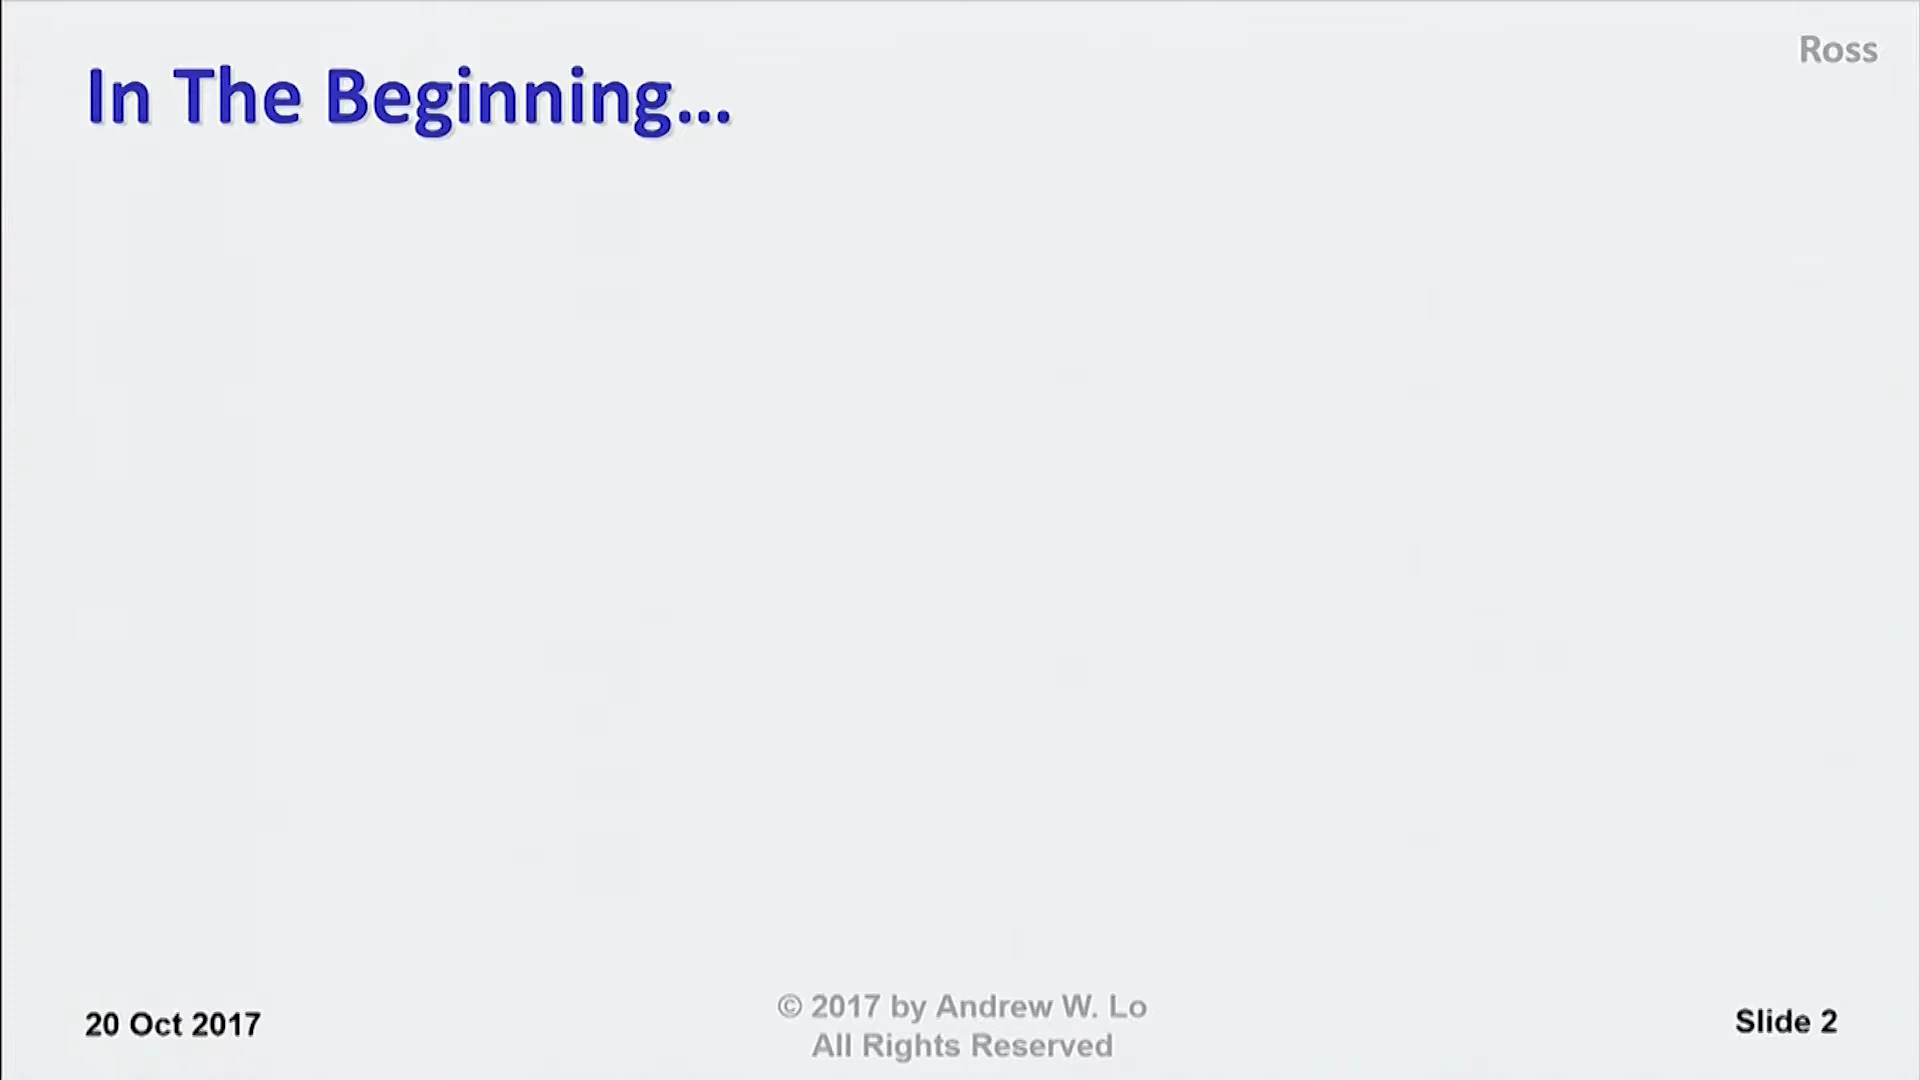 Ross
In The Beginning...
20 Oct 2017
© 2017 by Andrew W. Lo
All Rights Reserved
Slide 2